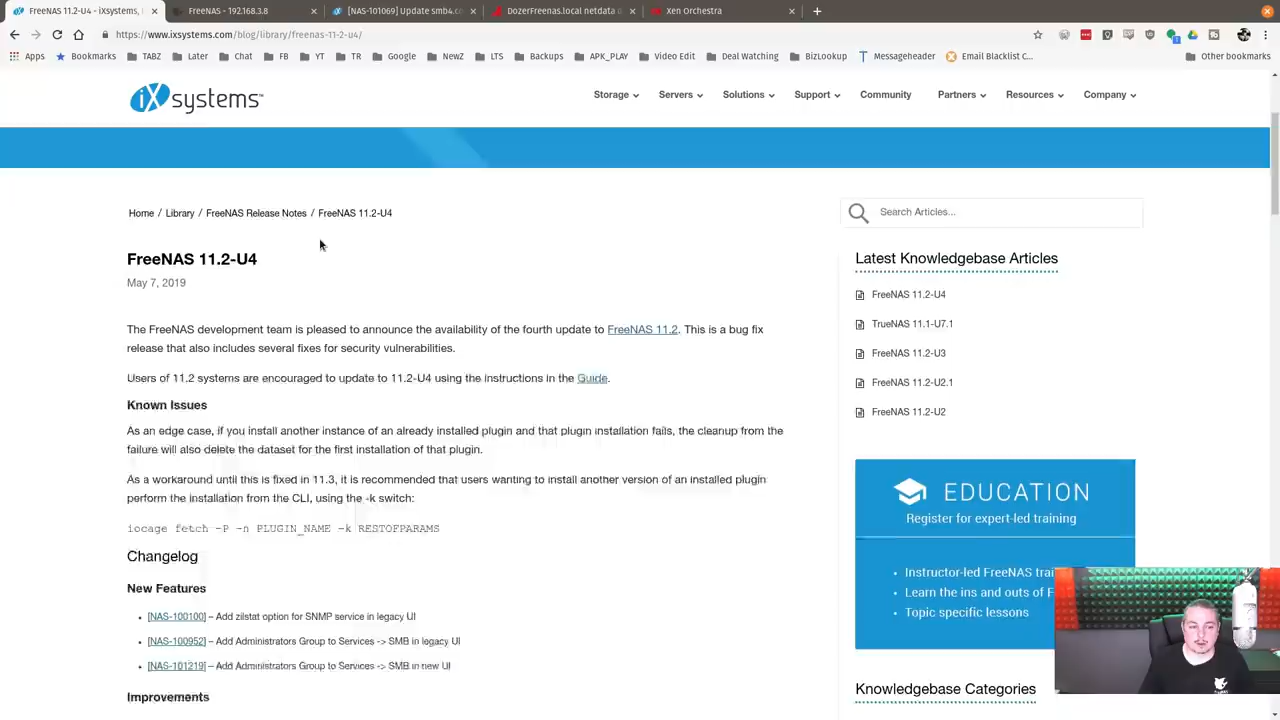 FreeNAS 11.2-U4 - iXsystems,
FreeNAS - 192.168.3.8
[NAS-101069] Update smb4.c
DozerFreenas.local netdata
Xen Orchestra
https://www.ixsystems.com/blog/library/freenas-11-2-u4/
Apps
Bookmarks
TABZ
Later
Chat
FB
YT
TR
Google
NewZ
LTS
Backups
APK_PLAY
Video Edit
Deal Watching
BizLookup
Messageheader
Email Blacklist C...
Other bookmarks
iXsystems™
Storage
Servers
Solutions
Support
Community
Partners
Resources
Company
Home / Library / FreeNAS Release Notes / FreeNAS 11.2-U4
Search Articles...
FreeNAS 11.2-U4
May 7, 2019
The FreeNAS development team is pleased to announce the availability of the fourth update to FreeNAS 11.2. This is a bug fix
release that also includes several fixes for security vulnerabilities.
Users of 11.2 systems are encouraged to update to 11.2-U4 using the instructions in the Guide.
Known Issues
As an edge case, if you install another instance of an already installed plugin and that plugin installation fails, the cleanup from the
failure will also delete the dataset for the first installation of that plugin.
As a workaround until this is fixed in 11.3, it is recommended that users wanting to install another version of an installed plugin
perform the installation from the CLI, using the -k switch:
iocage fetch -P -n PLUGIN_NAME -k RESTOFPARAMS
Changelog
New Features
[NAS-100100] – Add zilstat option for SNMP service in legacy UI
[NAS-100952] – Add Administrators Group to Services -> SMB in legacy UI
[NAS-101219] – Add Administrators Group to Services -> SMB in new UI
Improvements
Latest Knowledgebase Articles
FreeNAS 11.2-U4
TrueNAS 11.1-U7.1
FreeNAS 11.2-U3
FreeNAS 11.2-U2.1
FreeNAS 11.2-U2
EDUCATION
Register for expert-led training
Instructor-led FreeNAS trai
Learn the ins and outs of F
Topic specific lessons
Knowledgebase Categories